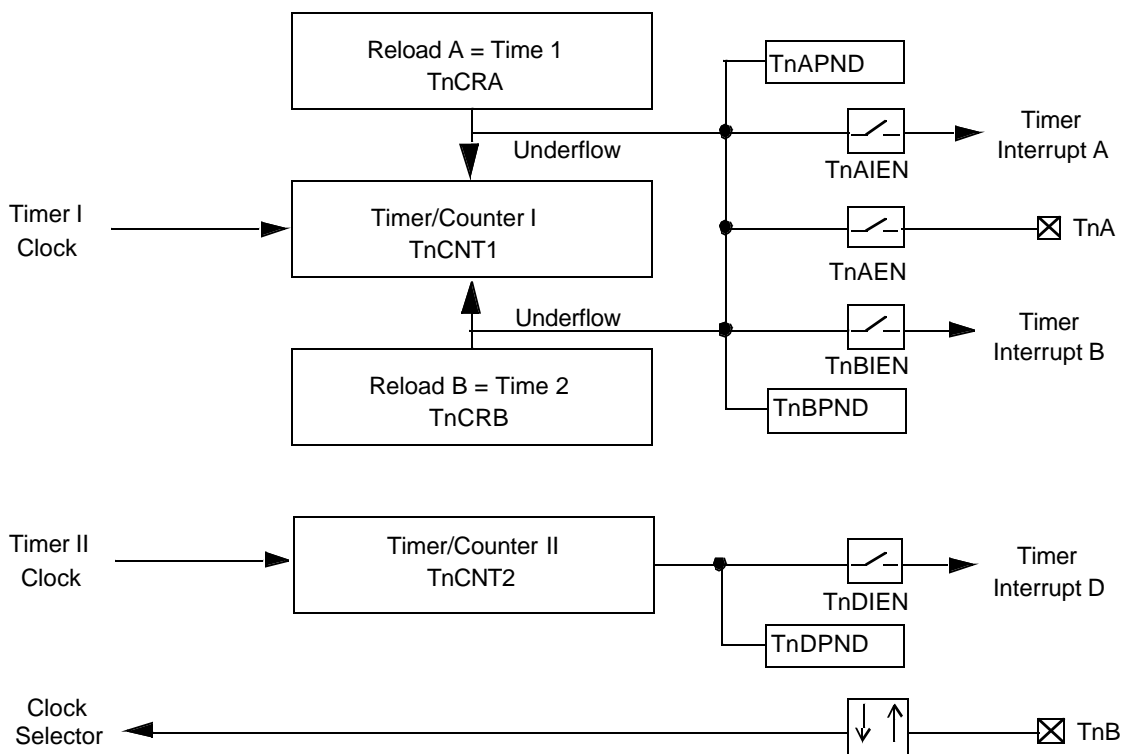 Reload A = Time 1
TnCRA
TnAPND
Underflow
TnAIEN
Timer
Interrupt A
Timer I
Clock
Timer/Counter I
TnCNT1
TnAEN
TnA
Underflow
TnBIEN
Timer
Interrupt B
Reload B = Time 2
TnCRB
TnBPND
Timer II
Clock
Timer/Counter II
TnCNT2
TnDIEN
Timer
Interrupt D
TnDPND
Clock
Selector
TnB